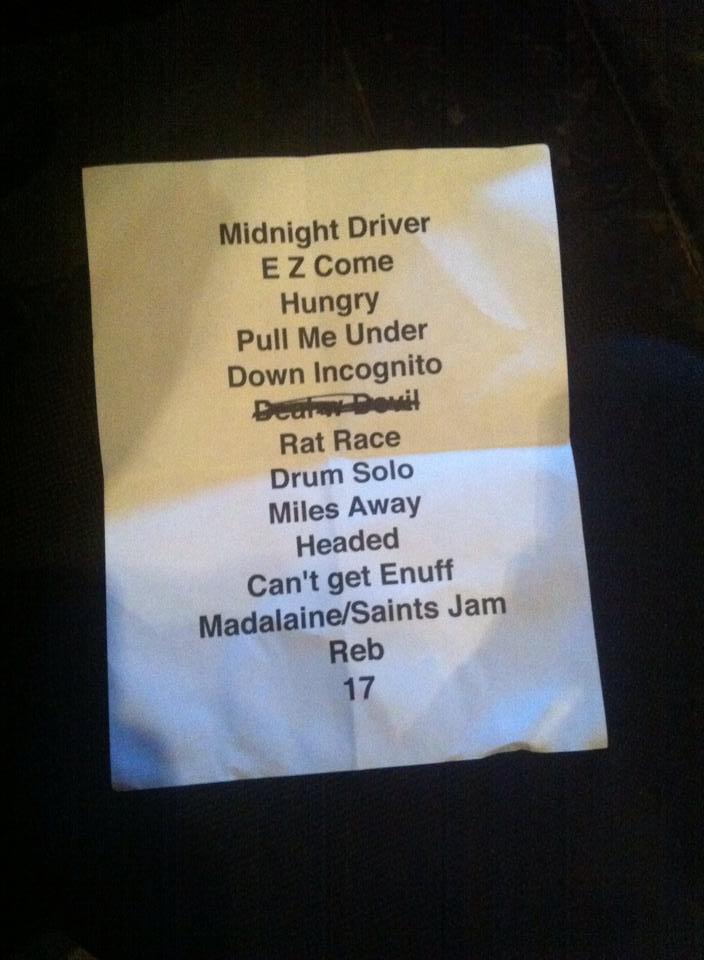 Midnight Driver
E Z Come
Hungry
Pull Me Under
Down Incognito
Deal w Devil
Rat Race
Drum Solo
Miles Away
Headed
Can't get Enuff
Madalaine/Saints Jam
Reb
17